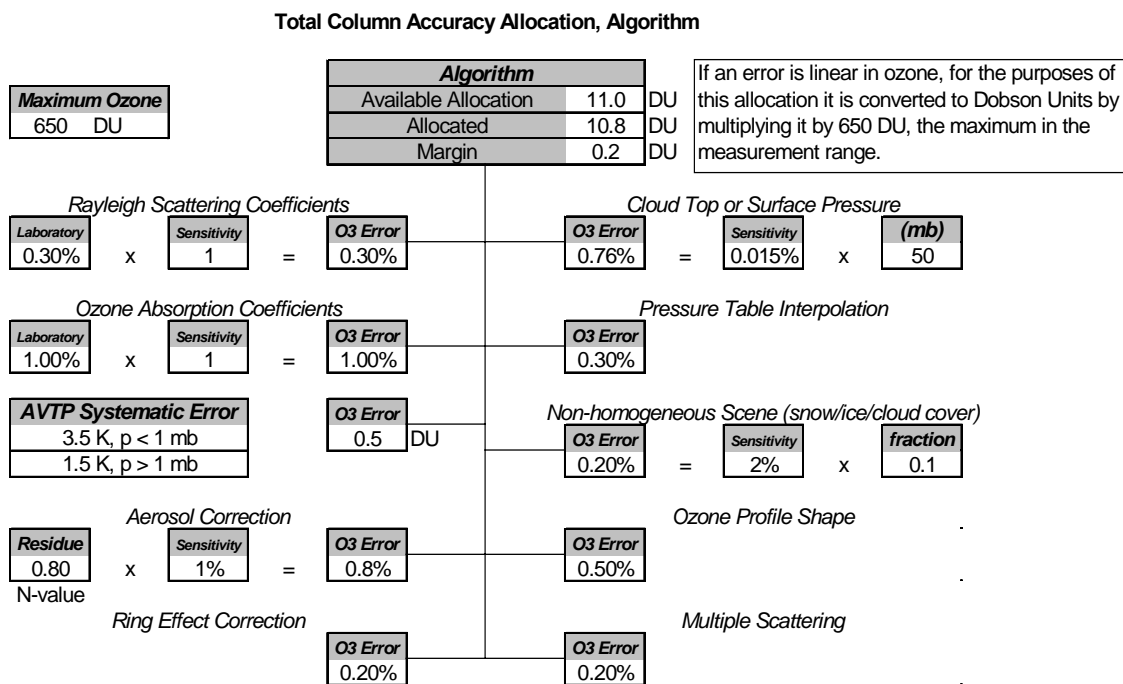 Total Column Accuracy Allocation, Algorithm
Maximum Ozone
650 DU
Algorithm
Available Allocation 11.0 DU
Allocated 10.8 DU
Margin 0.2 DU
If an error is linear in ozone, for the purposes of
this allocation it is converted to Dobson Units by
multiplying it by 650 DU, the maximum in the
measurement range.
Rayleigh Scattering Coefficients
Laboratory Sensitivity O3 Error
0.30% x 1 = 0.30%
Cloud Top or Surface Pressure
O3 Error Sensitivity (mb)
0.76% = 0.015% x 50
Ozone Absorption Coefficients
Laboratory Sensitivity O3 Error
1.00% x 1 = 1.00%
Pressure Table Interpolation
O3 Error
0.30%
AVTP Systematic Error
3.5 K, p < 1 mb
1.5 K, p > 1 mb
O3 Error
0.5 DU
Non-homogeneous Scene (snow/ice/cloud cover)
O3 Error Sensitivity fraction
0.20% = 2% x 0.1
Aerosol Correction
Residue Sensitivity O3 Error
0.80 x 1% = 0.8%
N-value
Ozone Profile Shape
O3 Error
0.50%
Ring Effect Correction
O3 Error
0.20%
Multiple Scattering
O3 Error
0.20%